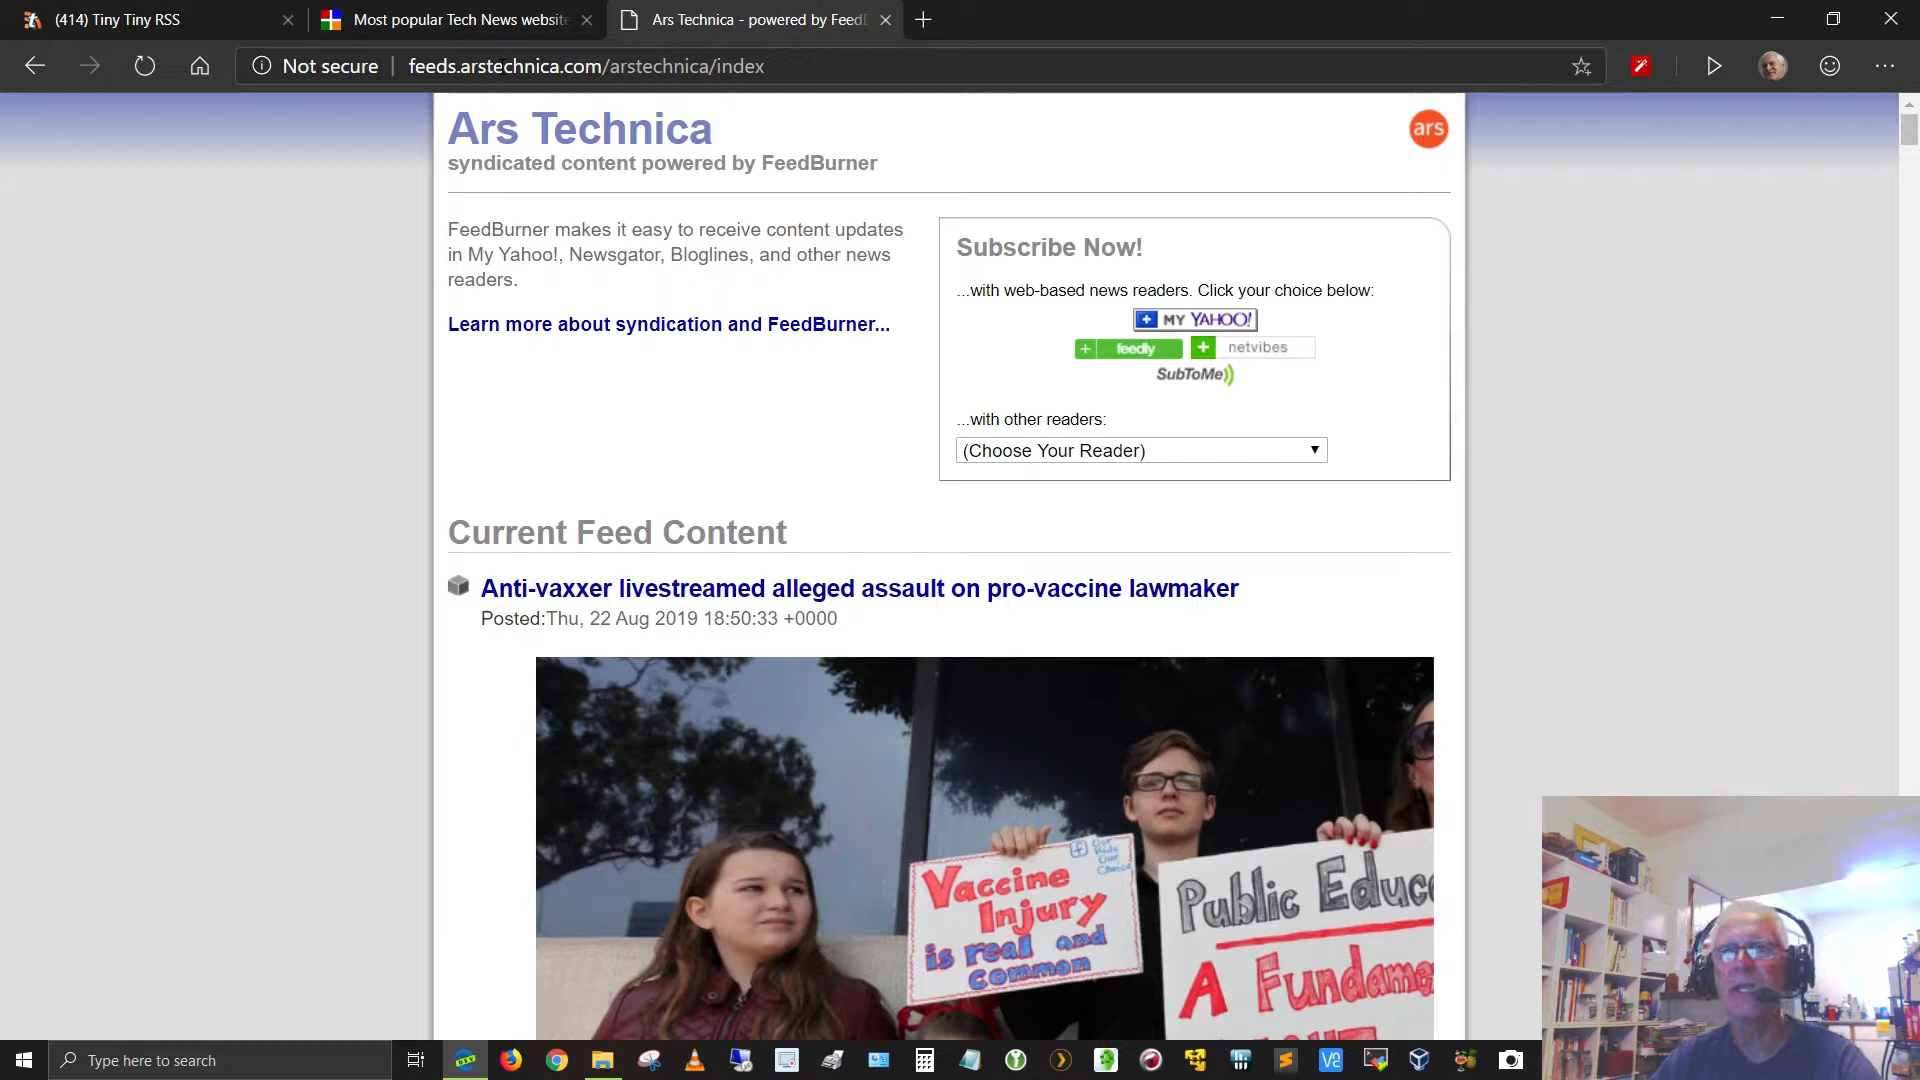 (414) Tiny Tiny RSS
Most popular Tech News website
Ars Technica - powered by Feed
Not secure
feeds.arstechnica.com/arstechnica/index
Ars Technica
ars
syndicated content powered by FeedBurner
FeedBurner makes it easy to receive content updates
in My Yahoo!, Newsgator, Bloglines, and other news
readers.
Learn more about syndication and FeedBurner...
Subscribe Now!
...with web-based news readers. Click your choice below:
MY YAHOO!
feedly
netvibes
SubToMe
...with other readers:
(Choose Your Reader)
Current Feed Content
Anti-vaxxer livestreamed alleged assault on pro-vaccine lawmaker
Posted:Thu, 22 Aug 2019 18:50:33 +0000
Our
Kids
Our
Choice
Vaccine
Injury
is real and
common
Public Educ
A Fundame
Type here to search